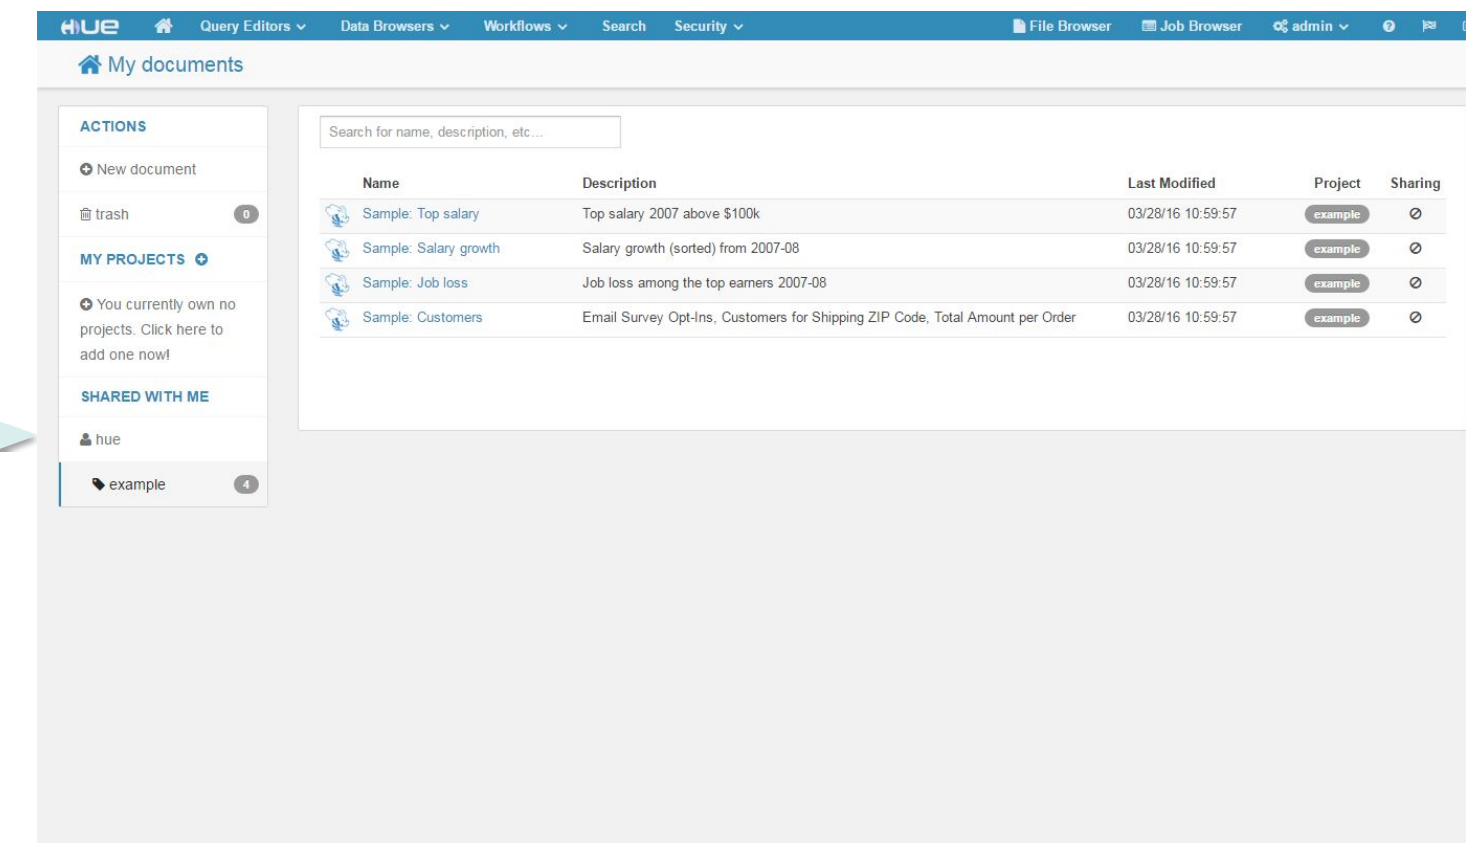 HUE Query Editors Data Browsers Workflows Search Security File Browser Job Browser admin
My documents
ACTIONS
New document
trash 0
MY PROJECTS
You currently own no
projects. Click here to
add one now!
SHARED WITH ME
hue
example 4
Search for name, description, etc...
Name Description Last Modified Project Sharing
Sample: Top salary Top salary 2007 above $100k 03/28/16 10:59:57 example
Sample: Salary growth Salary growth (sorted) from 2007-08 03/28/16 10:59:57 example
Sample: Job loss Job loss among the top earners 2007-08 03/28/16 10:59:57 example
Sample: Customers Email Survey Opt-Ins, Customers for Shipping ZIP Code, Total Amount per Order 03/28/16 10:59:57 example